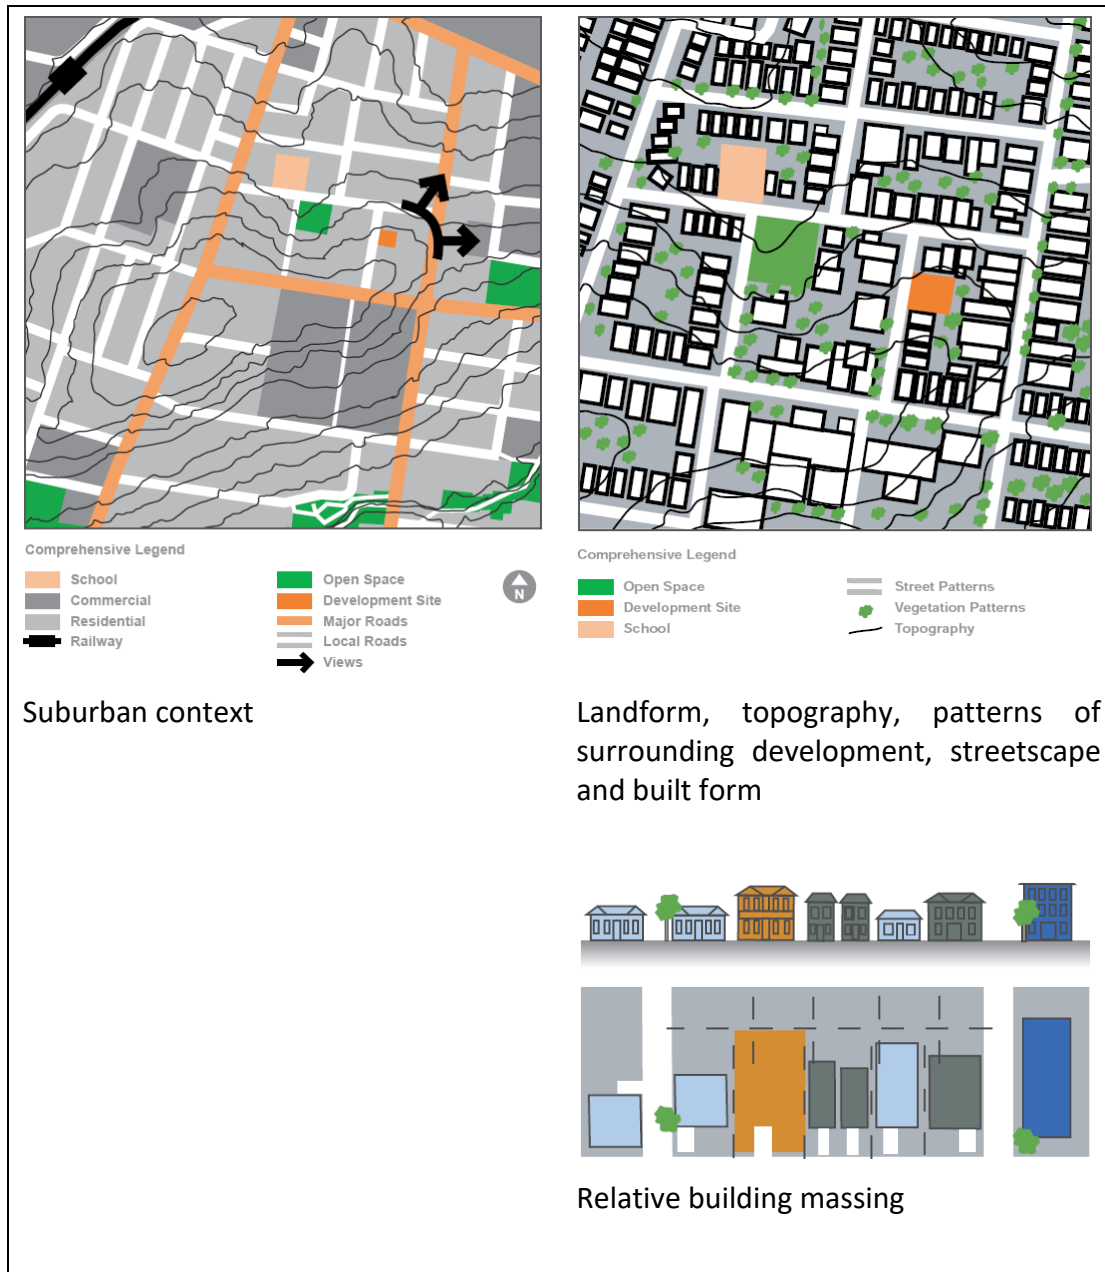 Comprehensive Legend
School
Commercial
Residential
Railway
Open Space
Development Site
Major Roads
Local Roads
Views
N
Suburban context
Comprehensive Legend
Open Space
Development Site
School
Street Patterns
Vegetation Patterns
Topography
Landform, topography, patterns of
surrounding development, streetscape
and built form
Relative building massing